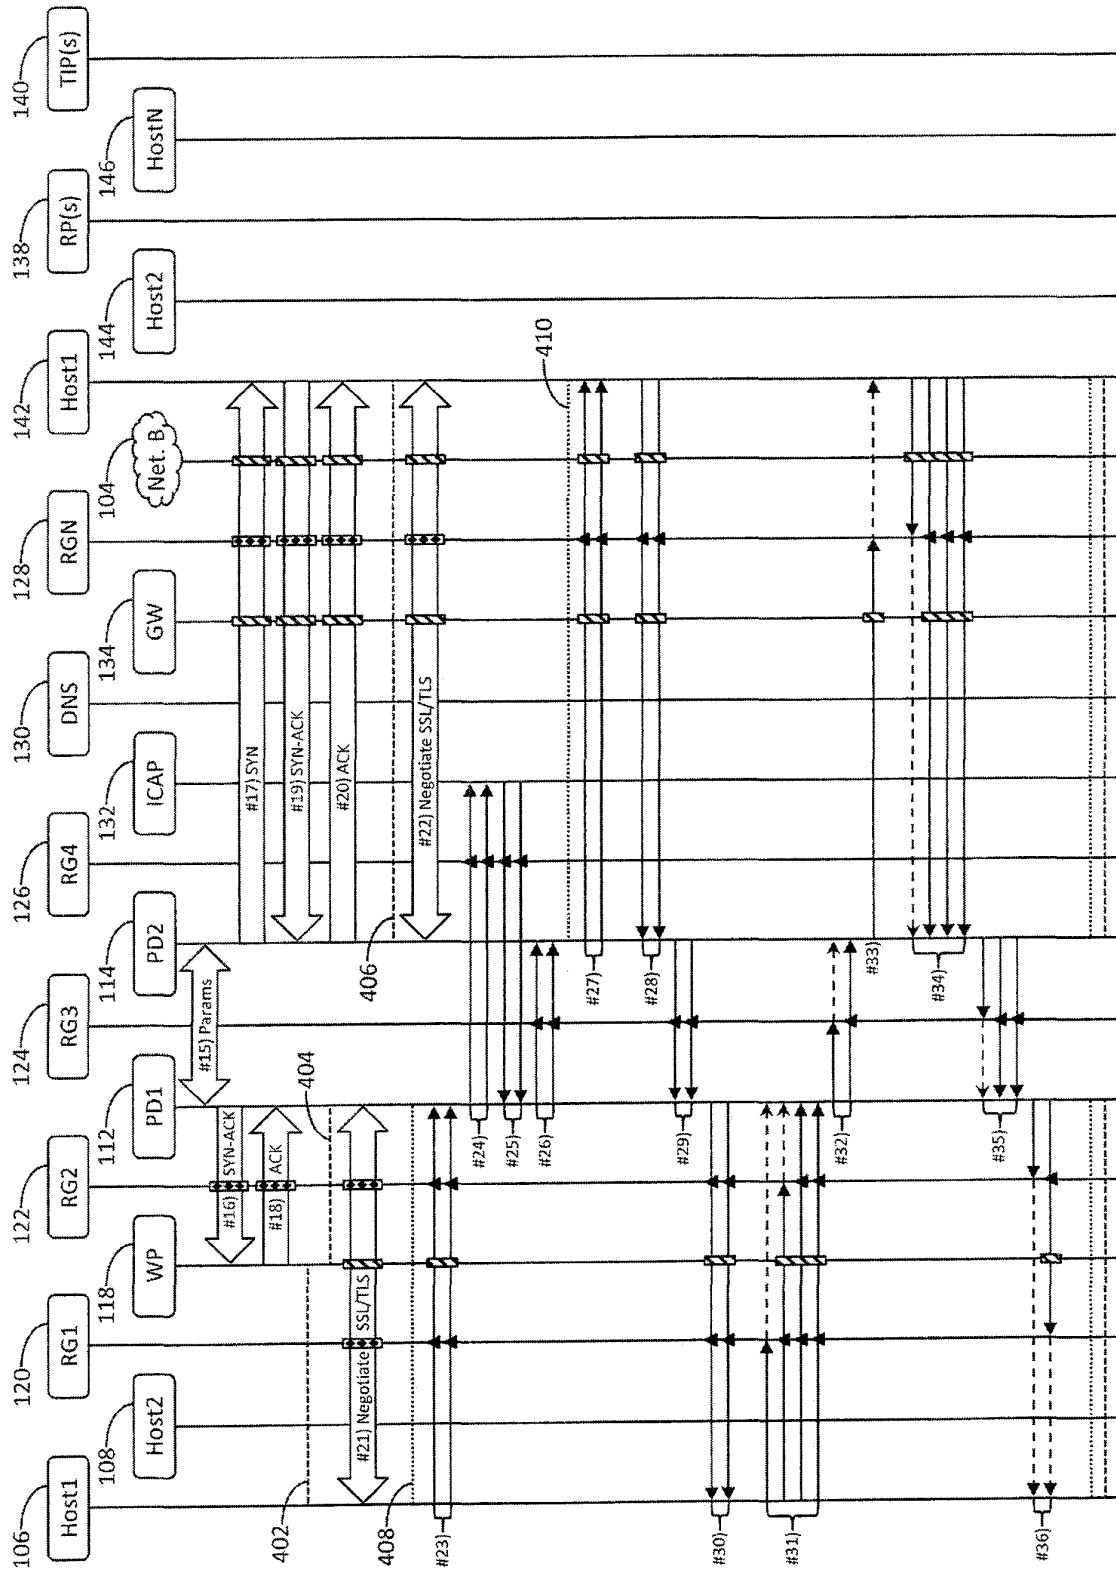 106
Host1
108
Host2
120
RG1
118
WP
122
RG2
112
PD1
124
RG3
114
PD2
126
RG4
132
ICAP
130
DNS
134
GW
128
RGN
104
Net. B
142
Host1
144
Host2
138
RP(s)
146
HostN
140
TIP(s)
#15) Params
#16) SYN-ACK
#17) SYN
#18) ACK
#19) SYN-ACK
#20) ACK
402
404
406
#21) Negotiate SSL/TLS
#22) Negotiate SSL/TLS
408
#23)
#24)
#25)
#26)
410
#27)
#28)
#29)
#30)
#31)
#32)
#33)
#34)
#35)
#36)